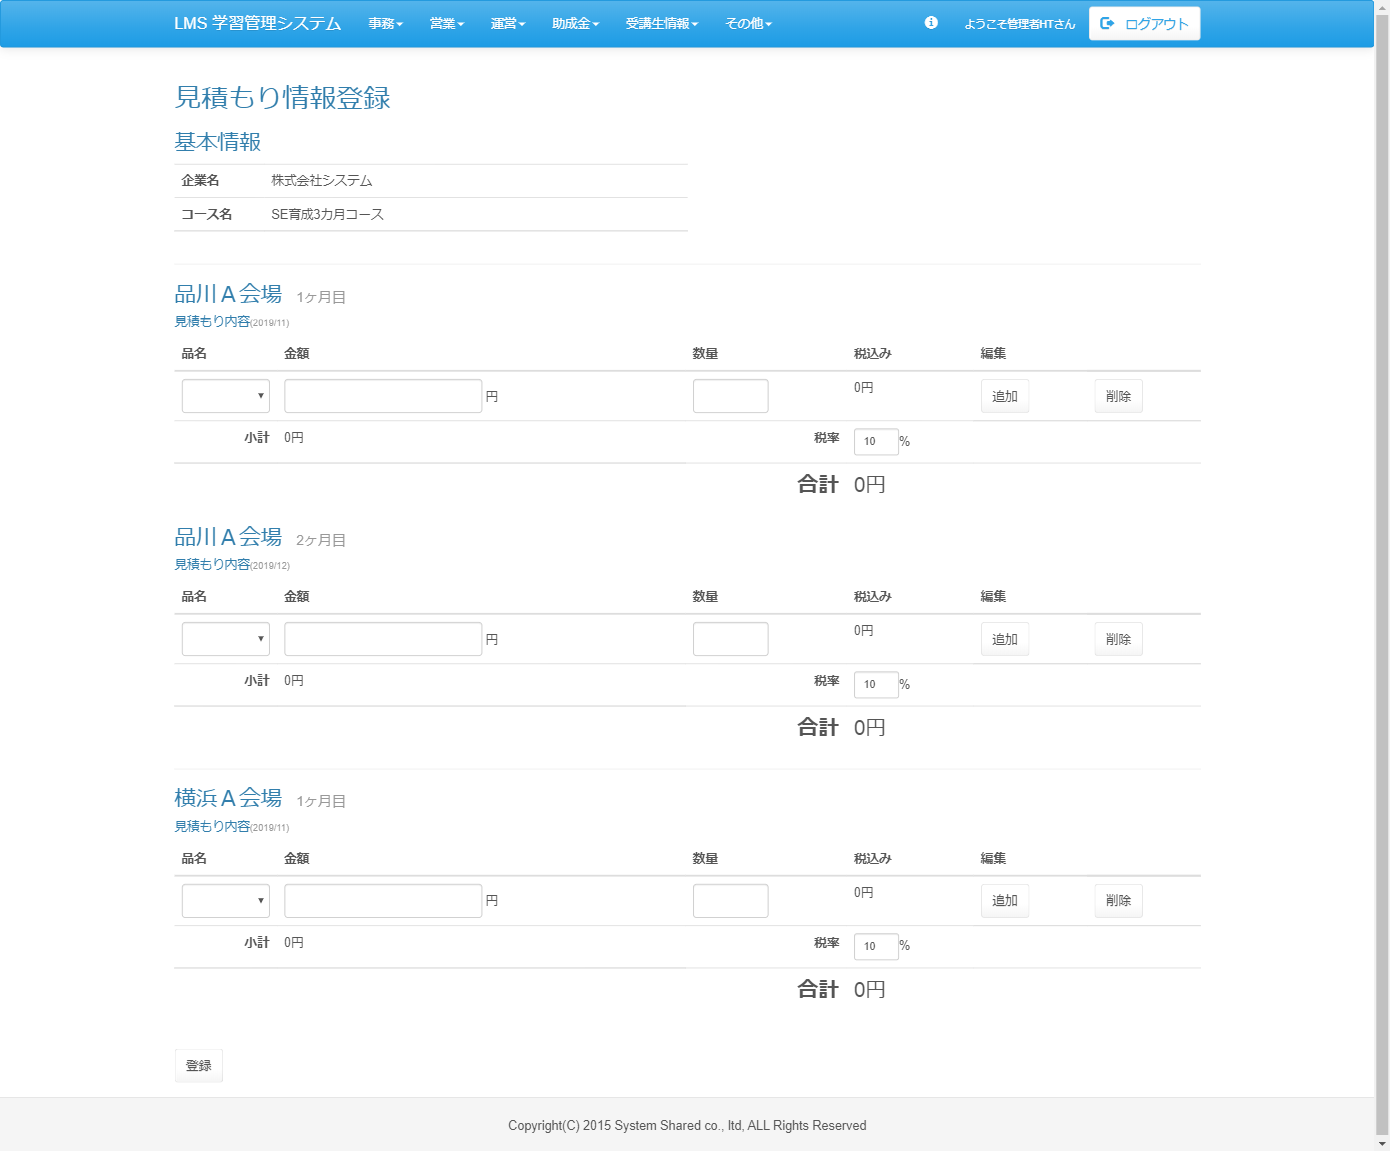 LMS 学習管理システム 事務 営業 運営 助成金 受講生情報 その他 ようこそ管理者HTさん ログアウト
見積もり情報登録
基本情報
企業名 株式会社システム
コース名 SE育成3カ月コース
品川Ａ会場 1ヶ月目
見積もり内容(2019/11)
品名 金額 数量 税込み 編集
円 0円 追加 削除
小計 0円 税率 10 %
合計 0円
品川Ａ会場 2ヶ月目
見積もり内容(2019/12)
品名 金額 数量 税込み 編集
円 0円 追加 削除
小計 0円 税率 10 %
合計 0円
横浜Ａ会場 1ヶ月目
見積もり内容(2019/11)
品名 金額 数量 税込み 編集
円 0円 追加 削除
小計 0円 税率 10 %
合計 0円
登録
Copyright(C) 2015 System Shared co., ltd, ALL Rights Reserved